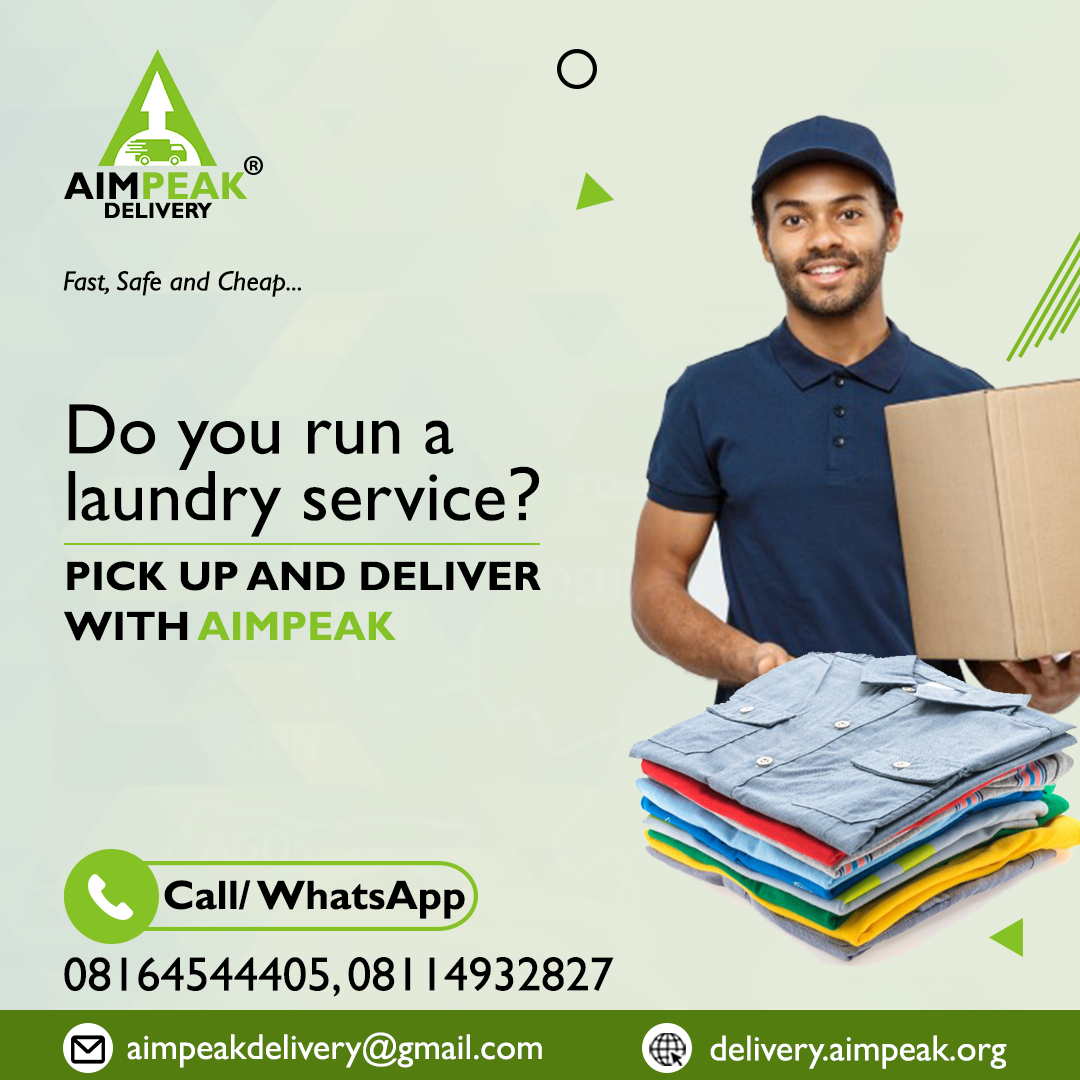 AIMPEAK®
DELIVERY
Fast, Safe and Cheap...
Do you run a
laundry service?
PICK UP AND DELIVER
WITH AIMPEAK
Call/ WhatsApp
08164544405, 08114932827
aimpeakdelivery@gmail.com
delivery.aimpeak.org